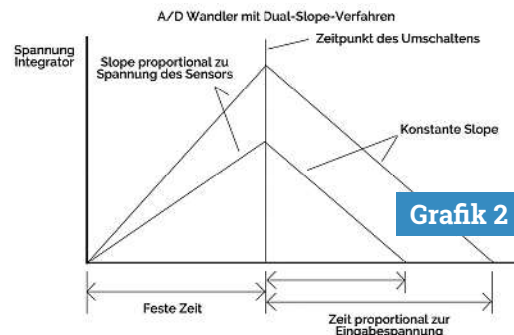 A/D Wandler mit Dual-Slope-Verfahren
Spannung
Integrator
Zeitpunkt des Umschaltens
Slope proportional zu
Spannung des Sensors
Konstante Slope
Grafik 2
Feste Zeit
Zeit proportional zur
Eingabespannung